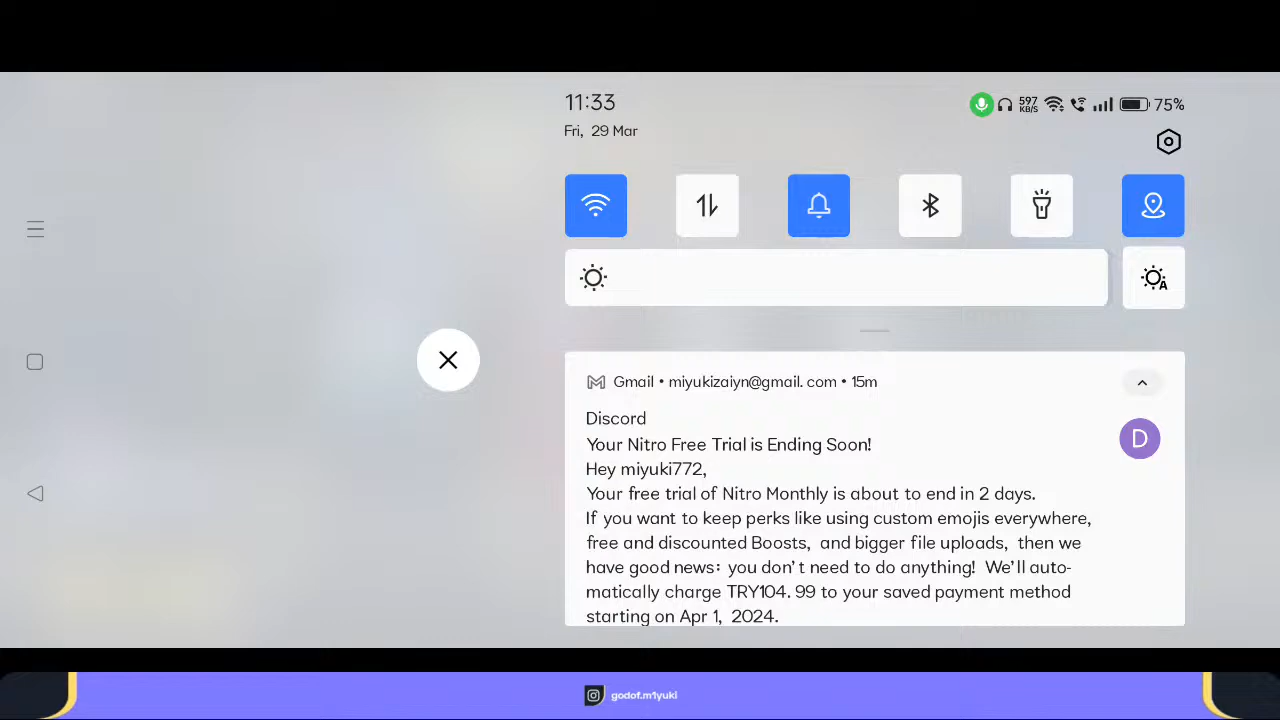 11:33
597
KB/S
75%
Fri, 29 Mar
A
Gmail • miyukizaiyn@gmail. com • 15m
Discord
D
Your Nitro Free Trial is Ending Soon!
Hey miyuki772,
Your free trial of Nitro Monthly is about to end in 2 days.
If you want to keep perks like using custom emojis everywhere,
free and discounted Boosts, and bigger file uploads, then we
have good news: you don't need to do anything! We'll auto-
matically charge TRY104. 99 to your saved payment method
starting on Apr 1, 2024.
godof.m1yuki